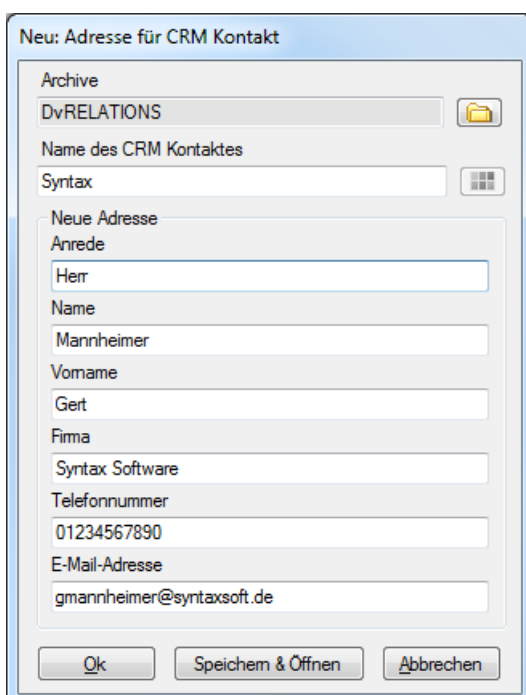 Neu: Adresse für CRM Kontakt
Archive
DvRELATIONS
Name des CRM Kontaktes
Syntax
Neue Adresse
Anrede
Herr
Name
Mannheimer
Vorname
Gert
Firma
Syntax Software
Telefonnummer
01234567890
E-Mail-Adresse
gmannheimer@syntaxsoft.de
Ok Speichern & Öffnen Abbrechen